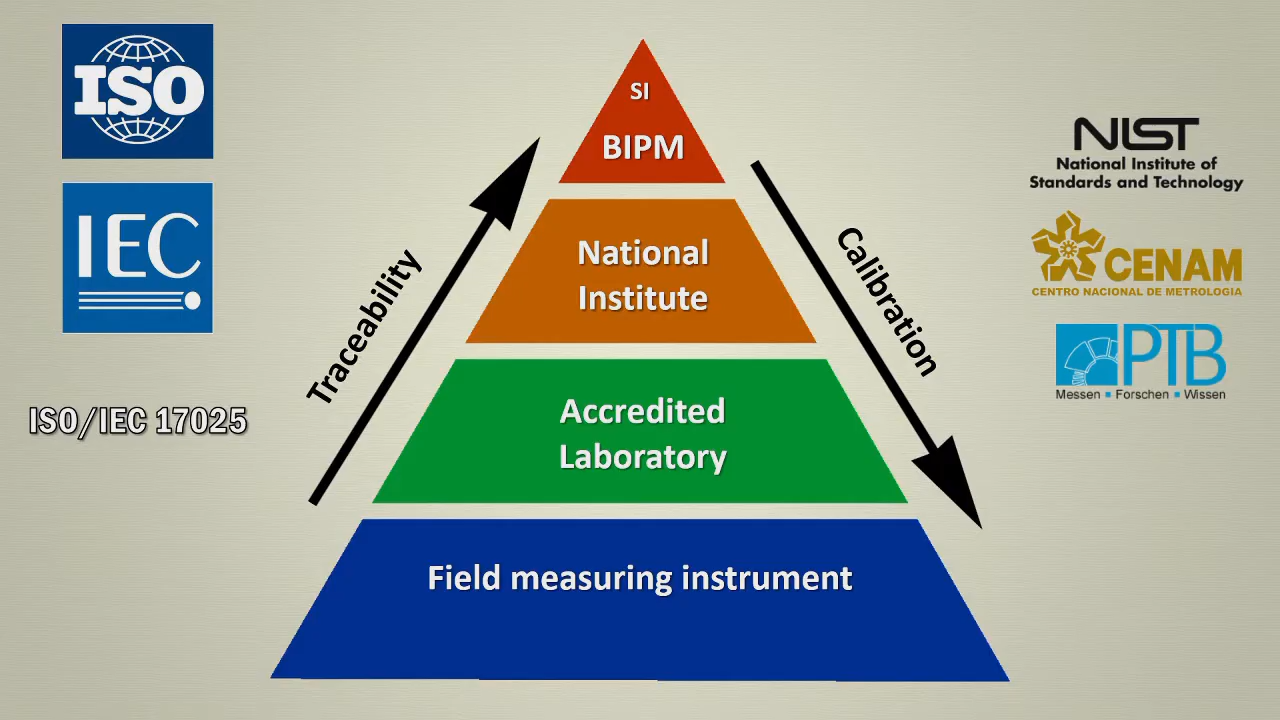 ISO
IEC
ISO/IEC 17025
Traceability
SI
BIPM
National
Institute
Accredited
Laboratory
Field measuring instrument
Calibration
NIST
National Institute of
Standards and Technology
CENAM
CENTRO NACIONAL DE METROLOGIA
PTB
Messen ▪ Forschen ▪ Wissen